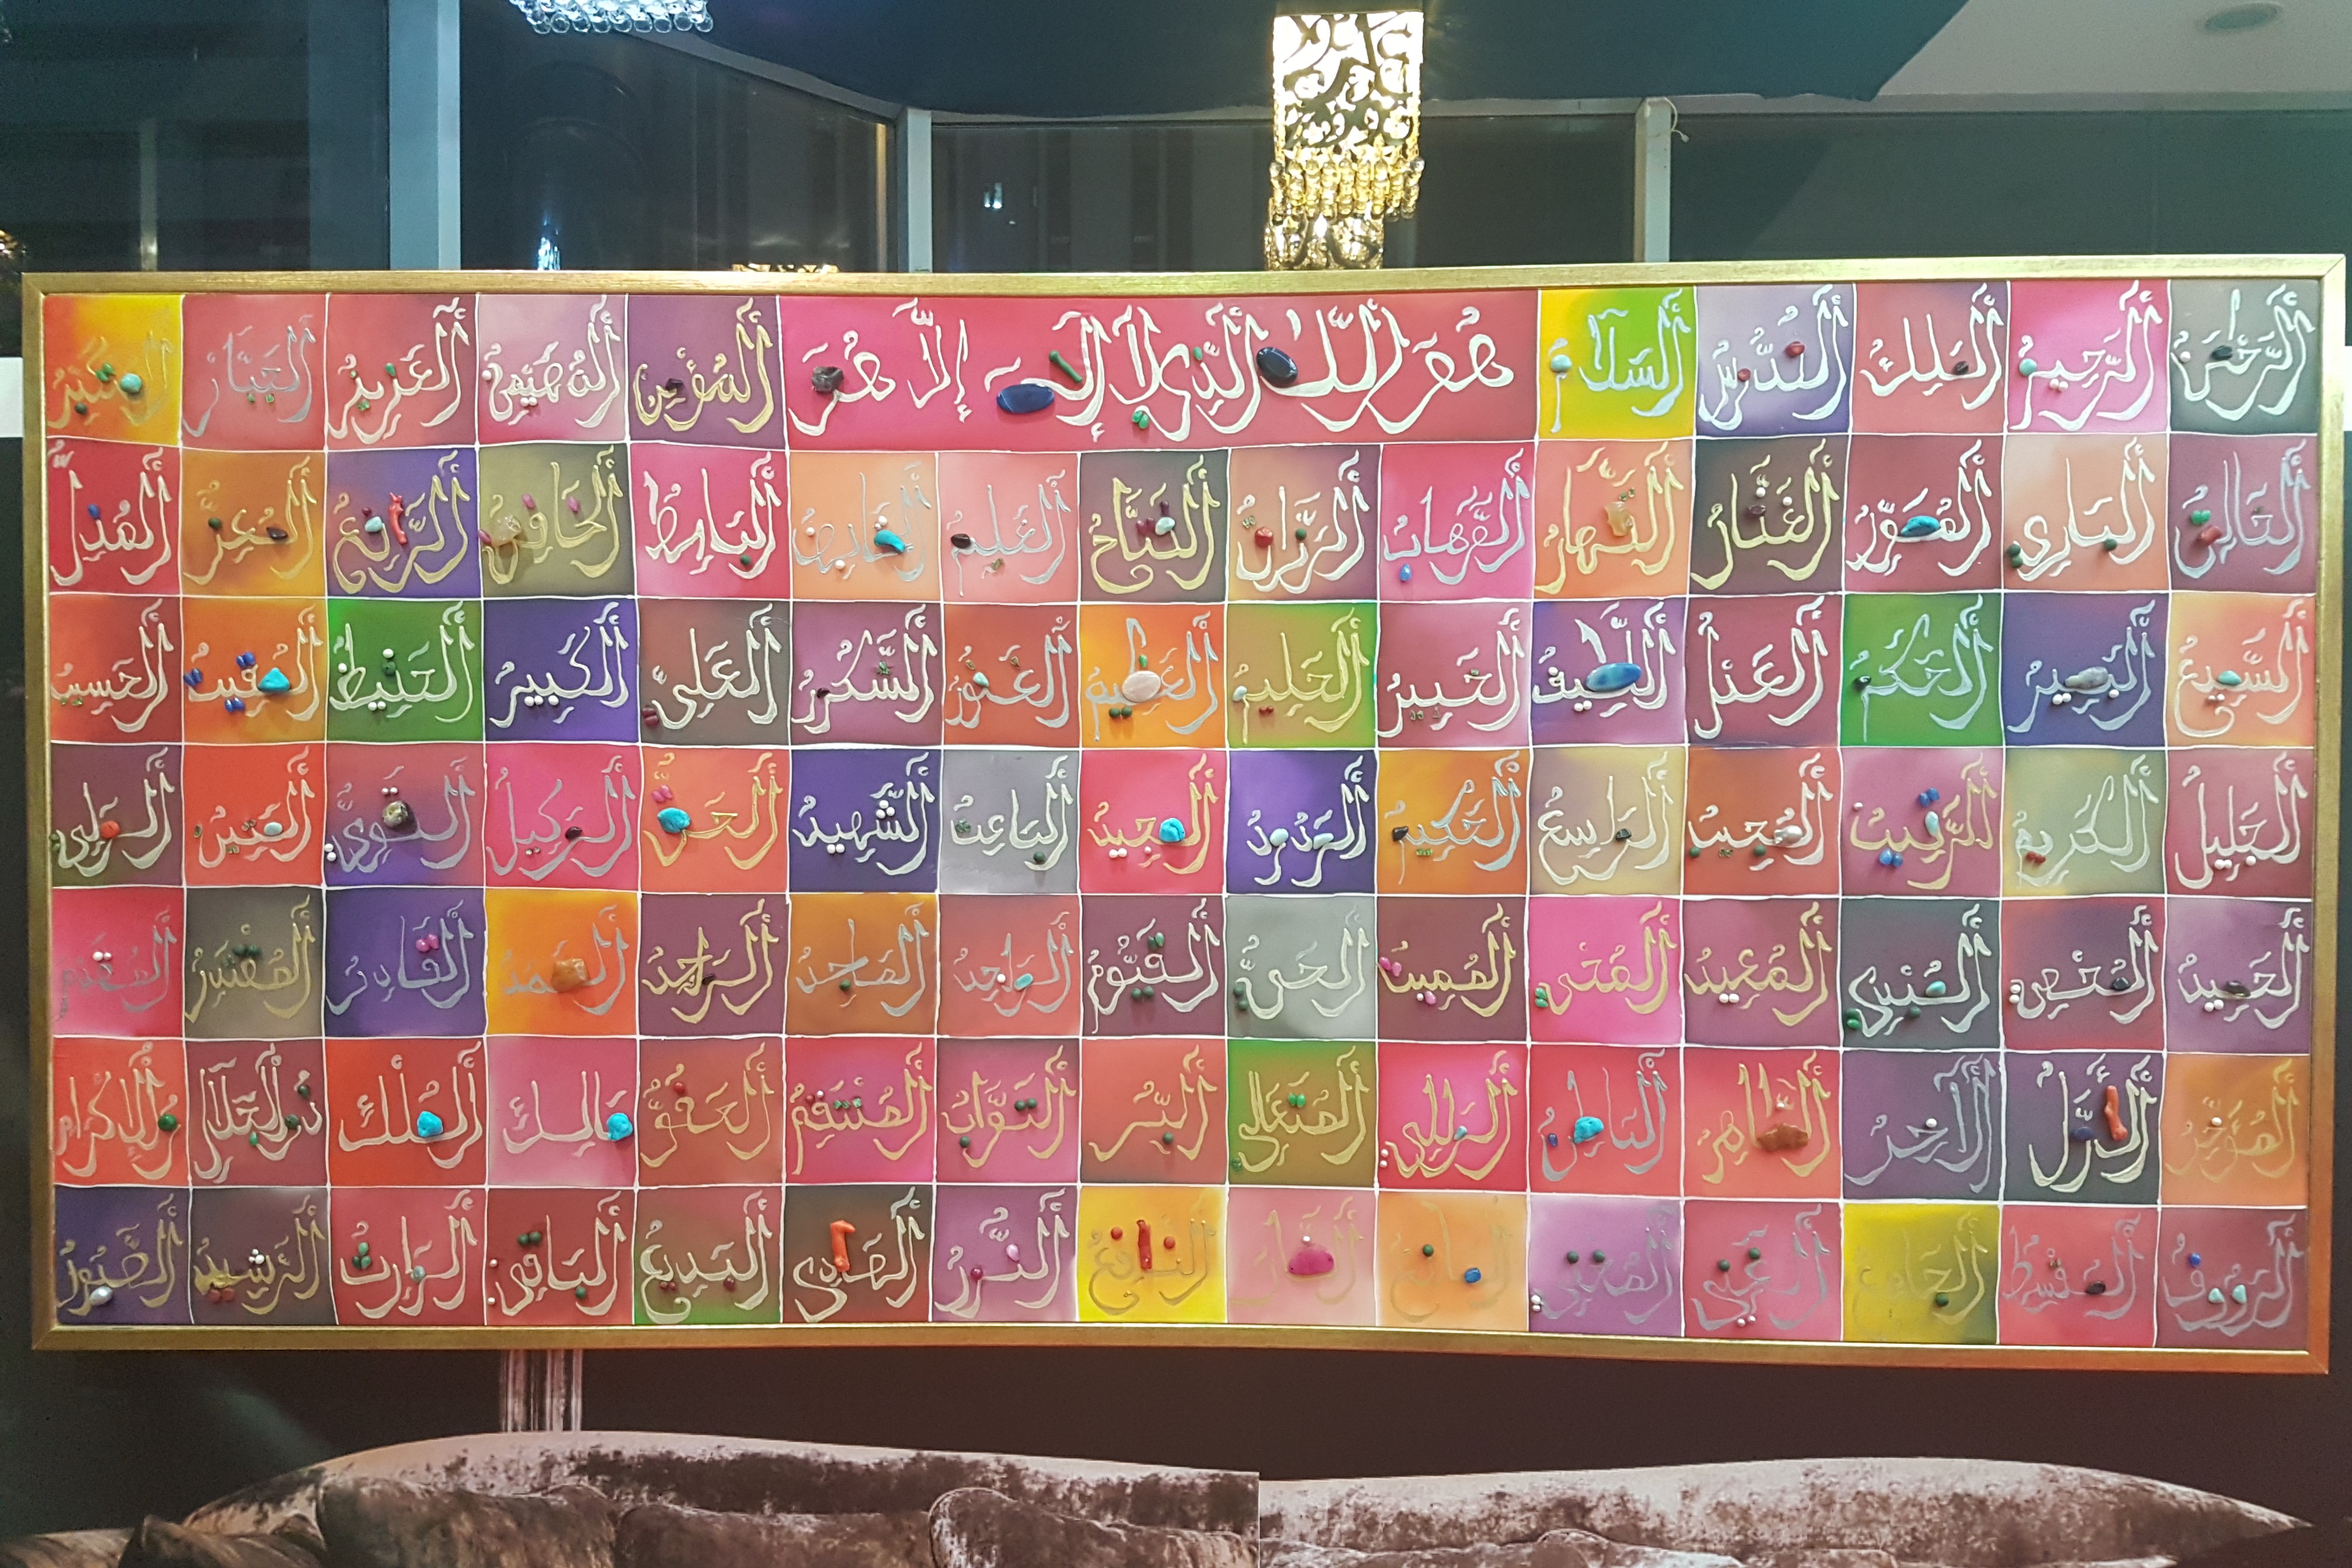 الرحمن الرحيم الملك القدوس السلام هو الله الذي لا إله إلا هو المؤمن المهيمن العزيز الجبار المتكبر
الخالق البارئ المصور الغفار القهار الوهاب الرزاق الفتاح العليم القابض الباسط الخافض الرافع المعز المذل
السميع البصير الحكم العدل اللطيف الخبير الحليم العظيم الغفور الشكور العلي الكبير الحفيظ المقيت الحسيب
الجليل الكريم الرقيب المجيب الواسع الحكيم الودود المجيد الباعث الشهيد الحق الوكيل القوي المتين الولي
الحميد المحصي المبدئ المعيد المحيي المميت الحي القيوم الواجد الماجد الواحد الصمد القادر المقتدر المقدم
المؤخر الأول الآخر الظاهر الباطن الوالي المتعالي البر التواب المنتقم العفو مالك الملك ذو الجلال والإكرام
الرؤوف المقسط الجامع الغني المغني المانع الضار النافع النور الهادي البديع الباقي الوارث الرشيد الصبور